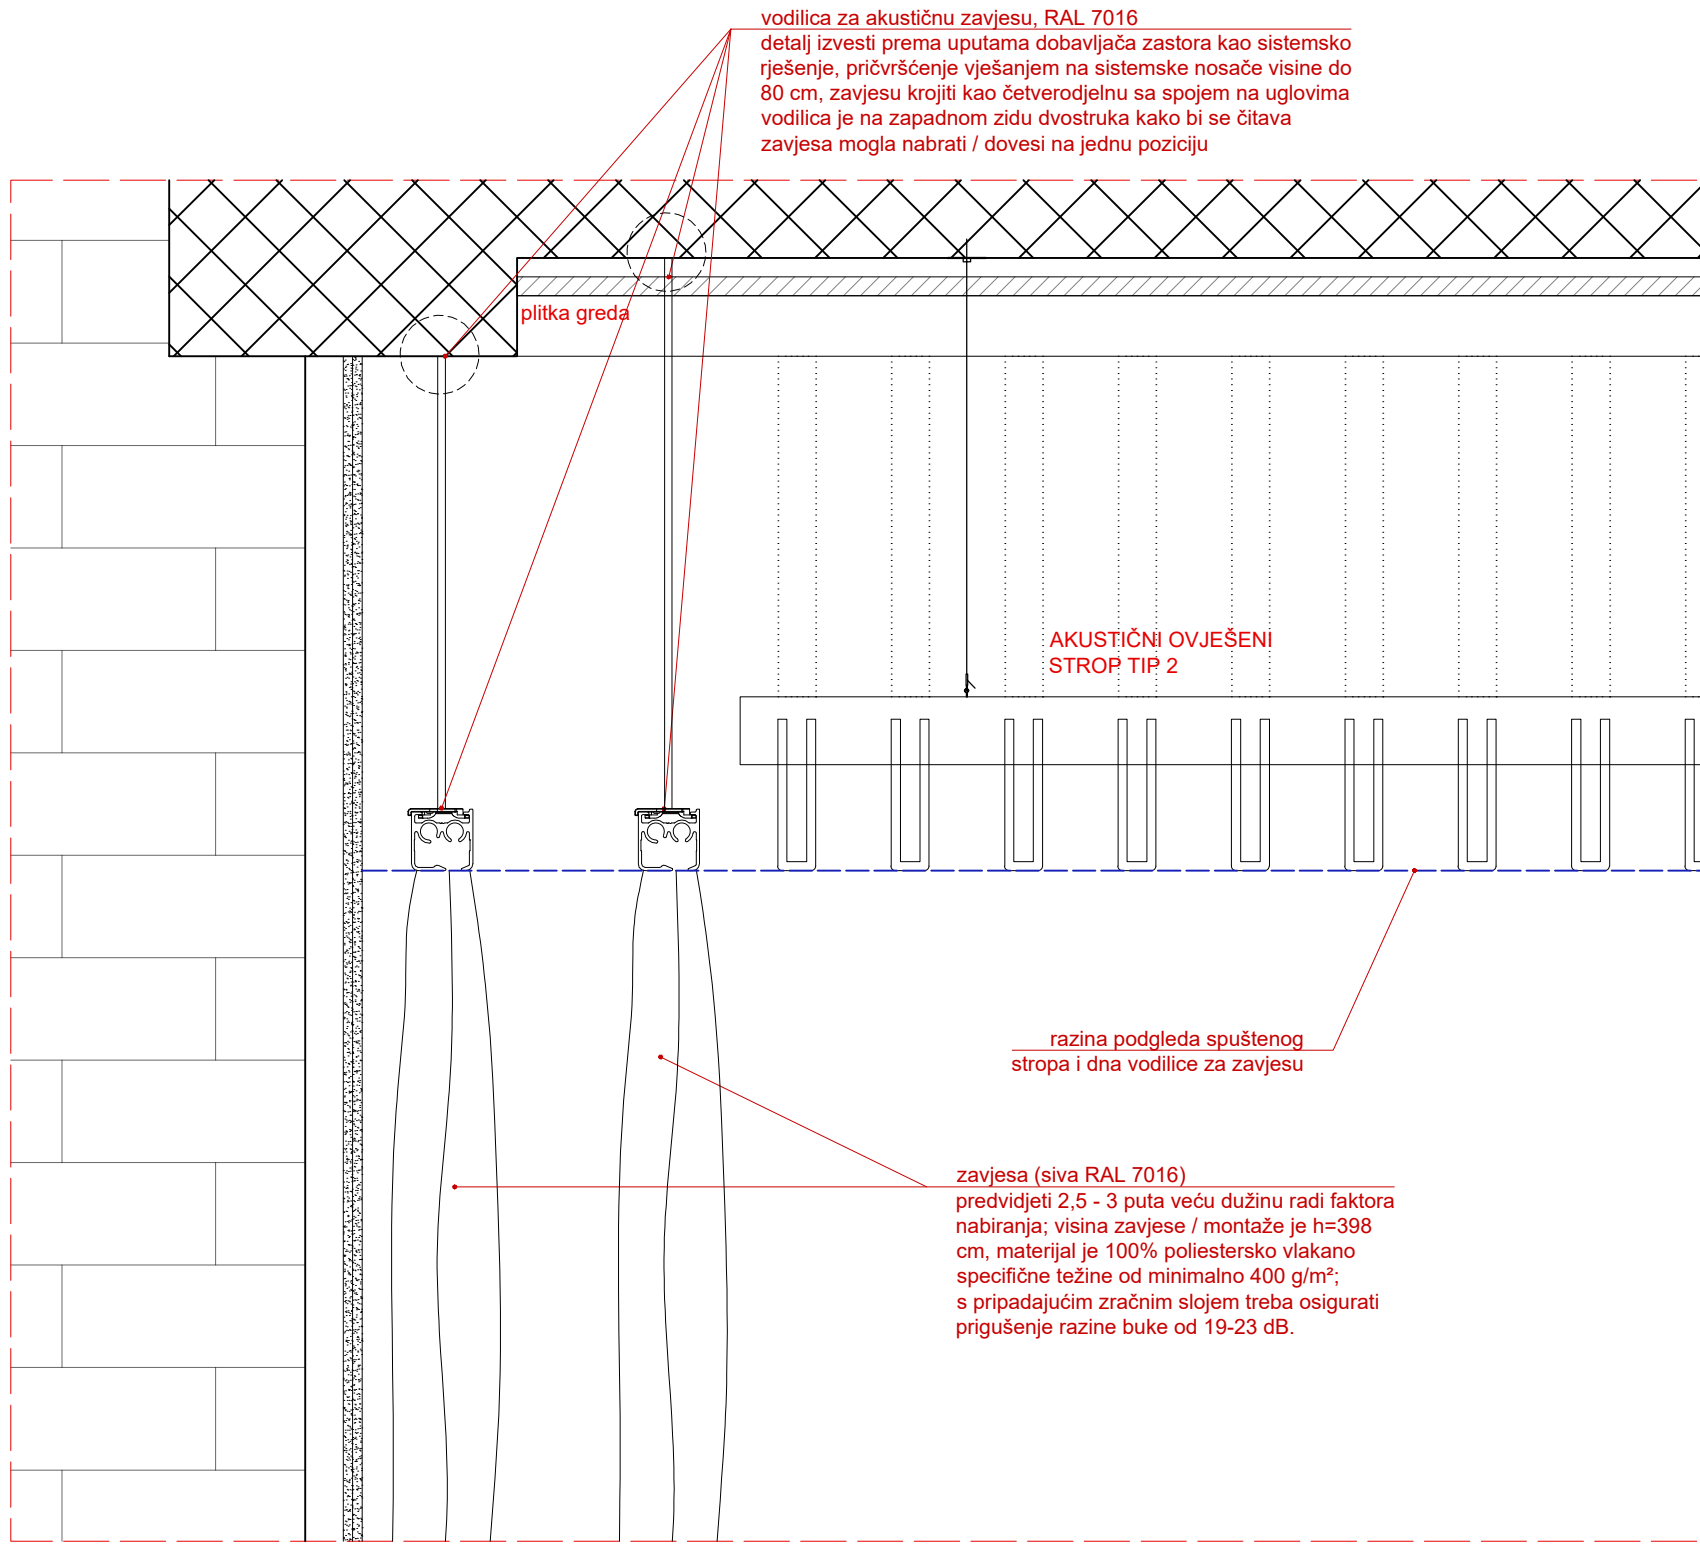 vodilica za akustičnu zavjesu, RAL 7016
detalj izvesti prema uputama dobavljača zastora kao sistemsko
rješenje, pričvršćenje vješanjem na sistemske nosače visine do
80 cm, zavjesu krojiti kao četverodjelnu sa spojem na uglovima
vodilica je na zapadnom zidu dvostruka kako bi se čitava
zavjesa mogla nabrati / dovesi na jednu poziciju
plitka greda
AKUSTIČNI OVJEŠENI
STROP TIP 2
razina podgleda spuštenog
stropa i dna vodilice za zavjesu
zavjesa (siva RAL 7016)
predvidjeti 2,5 - 3 puta veću dužinu radi faktora
nabiranja; visina zavjese / montaže je h=398
cm, materijal je 100% poliestersko vlakano
specifične težine od minimalno 400 g/m²;
s pripadajućim zračnim slojem treba osigurati
prigušenje razine buke od 19-23 dB.